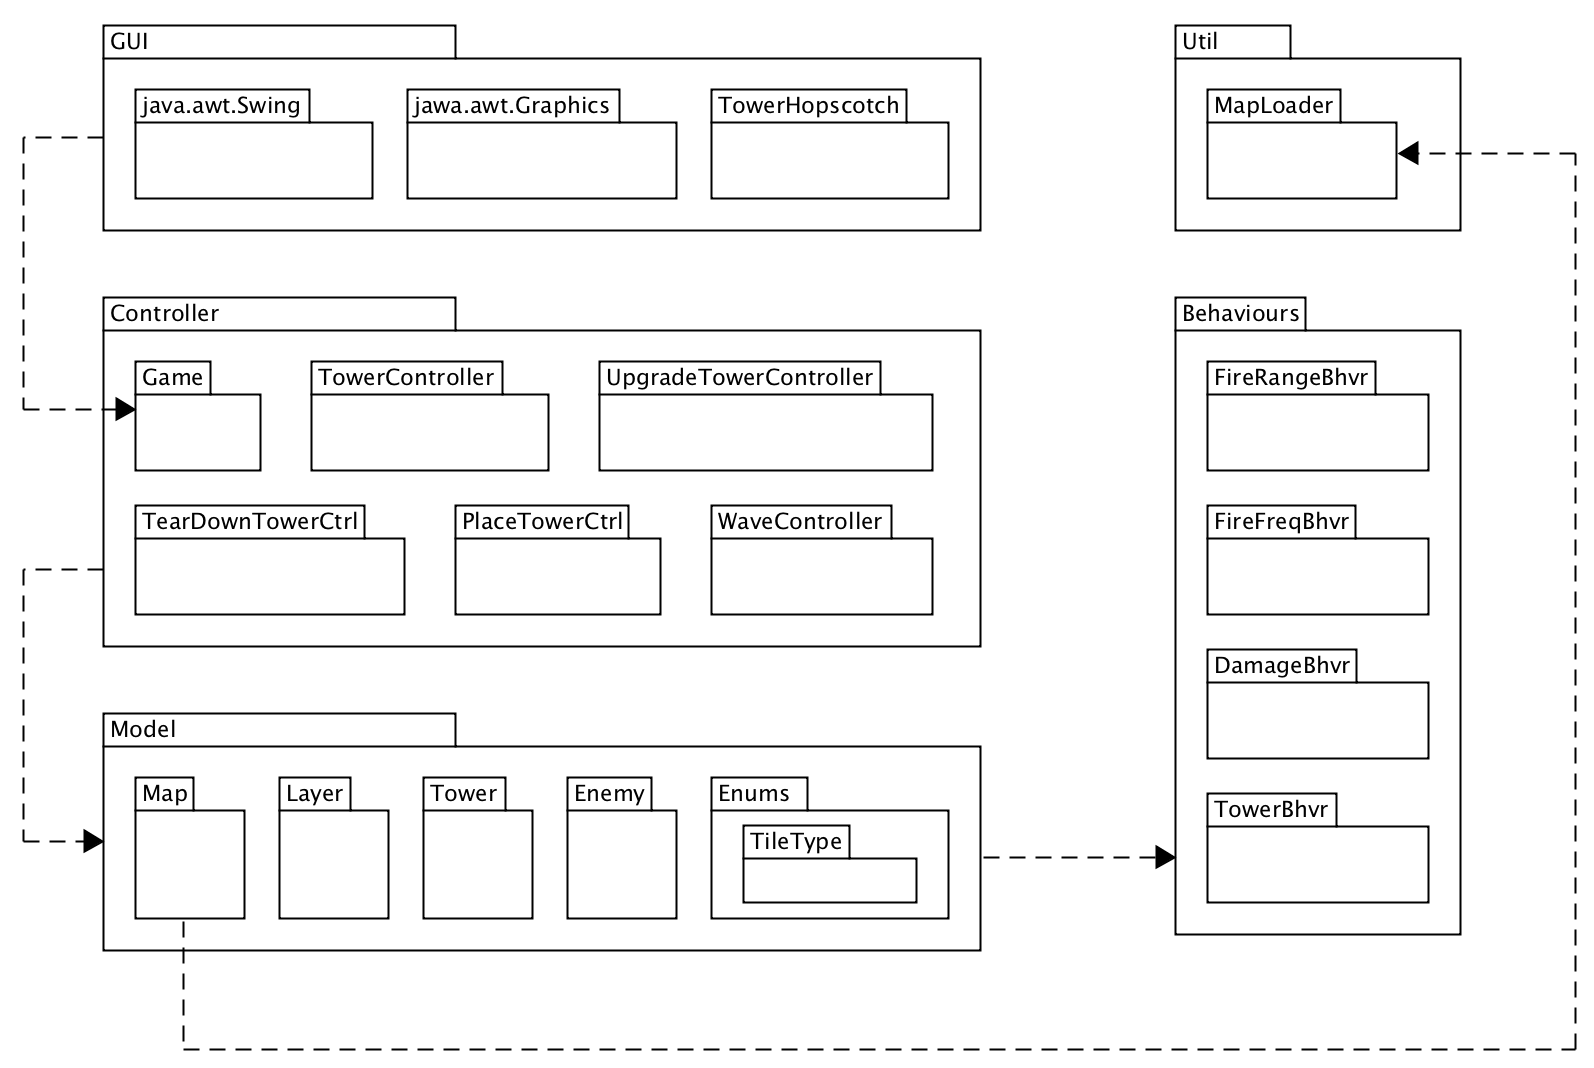 GUI
java.awt.Swing
jawa.awt.Graphics
TowerHopscotch
Util
MapLoader
Controller
Game
TowerController
UpgradeTowerController
TearDownTowerCtrl
PlaceTowerCtrl
WaveController
Behaviours
FireRangeBhvr
FireFreqBhvr
DamageBhvr
TowerBhvr
Model
Map
Layer
Tower
Enemy
Enums
TileType